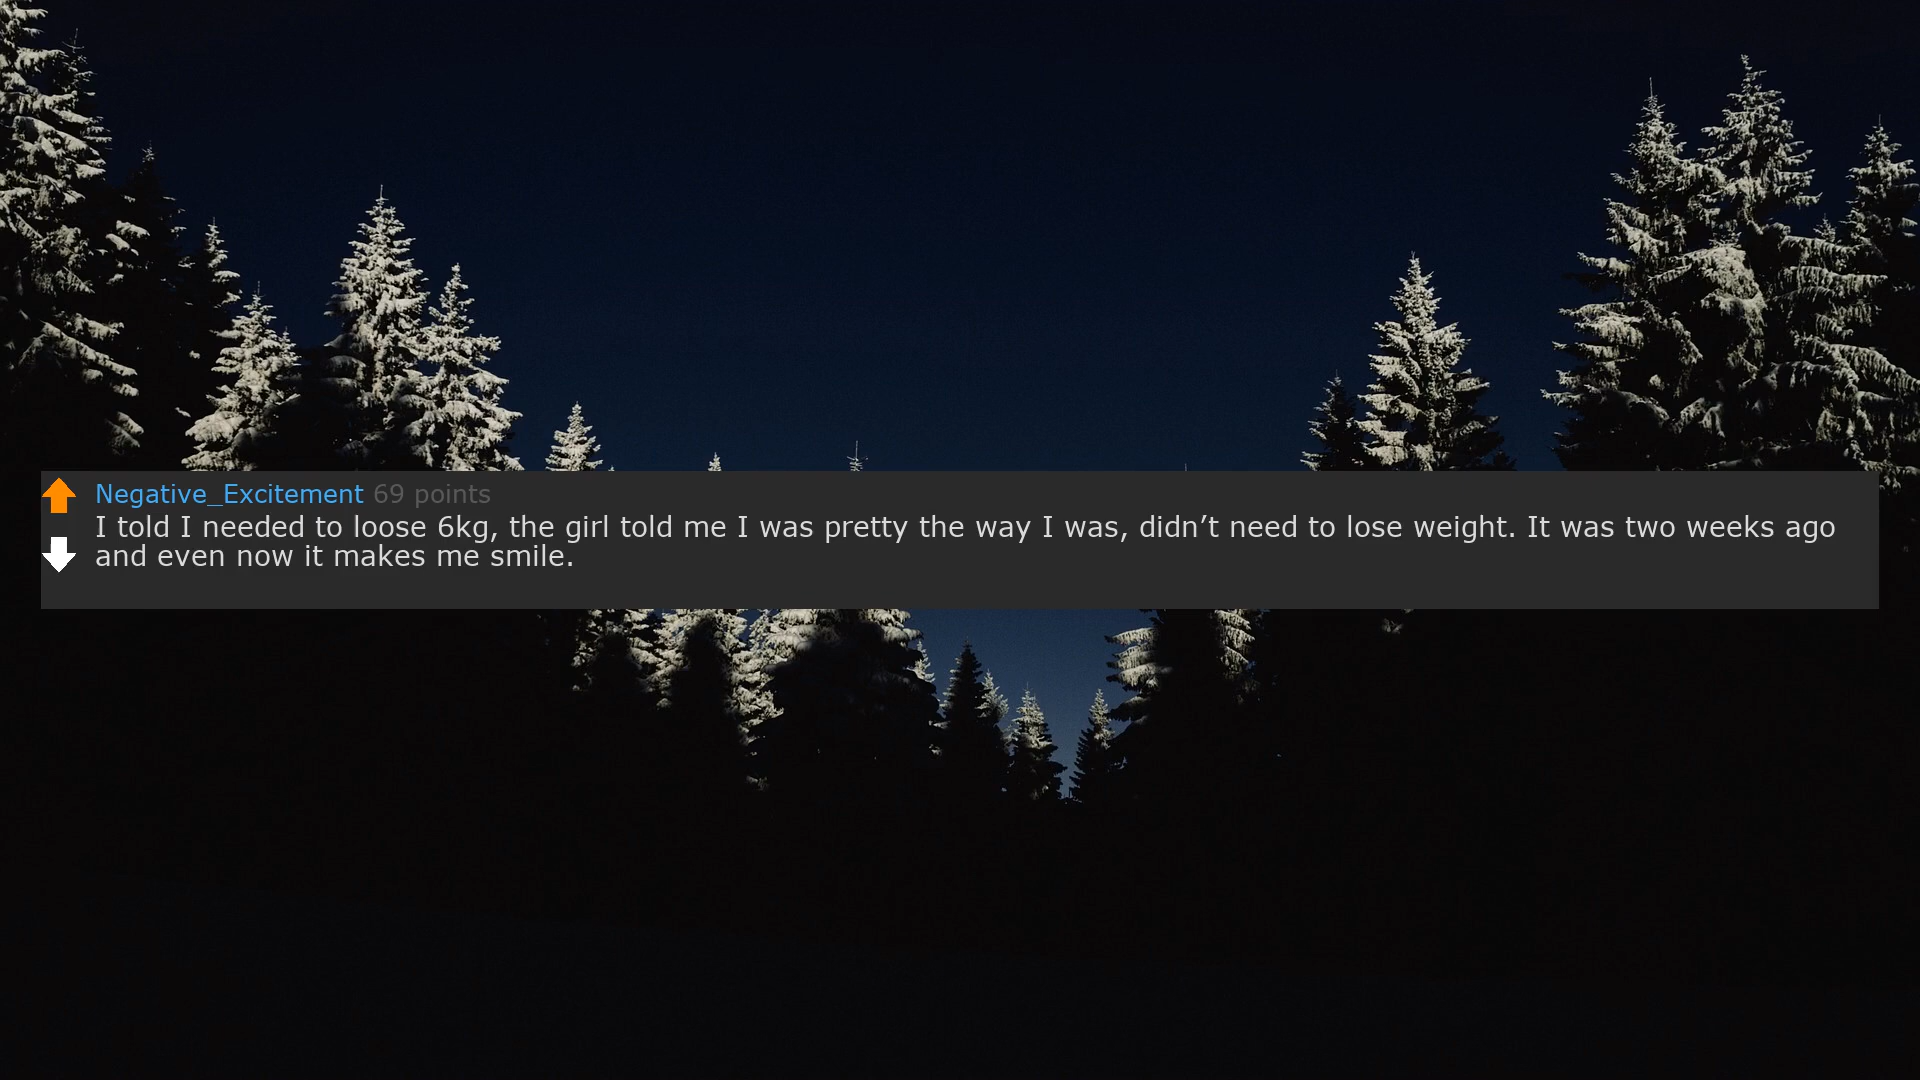 Negative_Excitement 69 points
I told I needed to loose 6kg, the girl told me I was pretty the way I was, didn’t need to lose weight. It was two weeks ago
and even now it makes me smile.